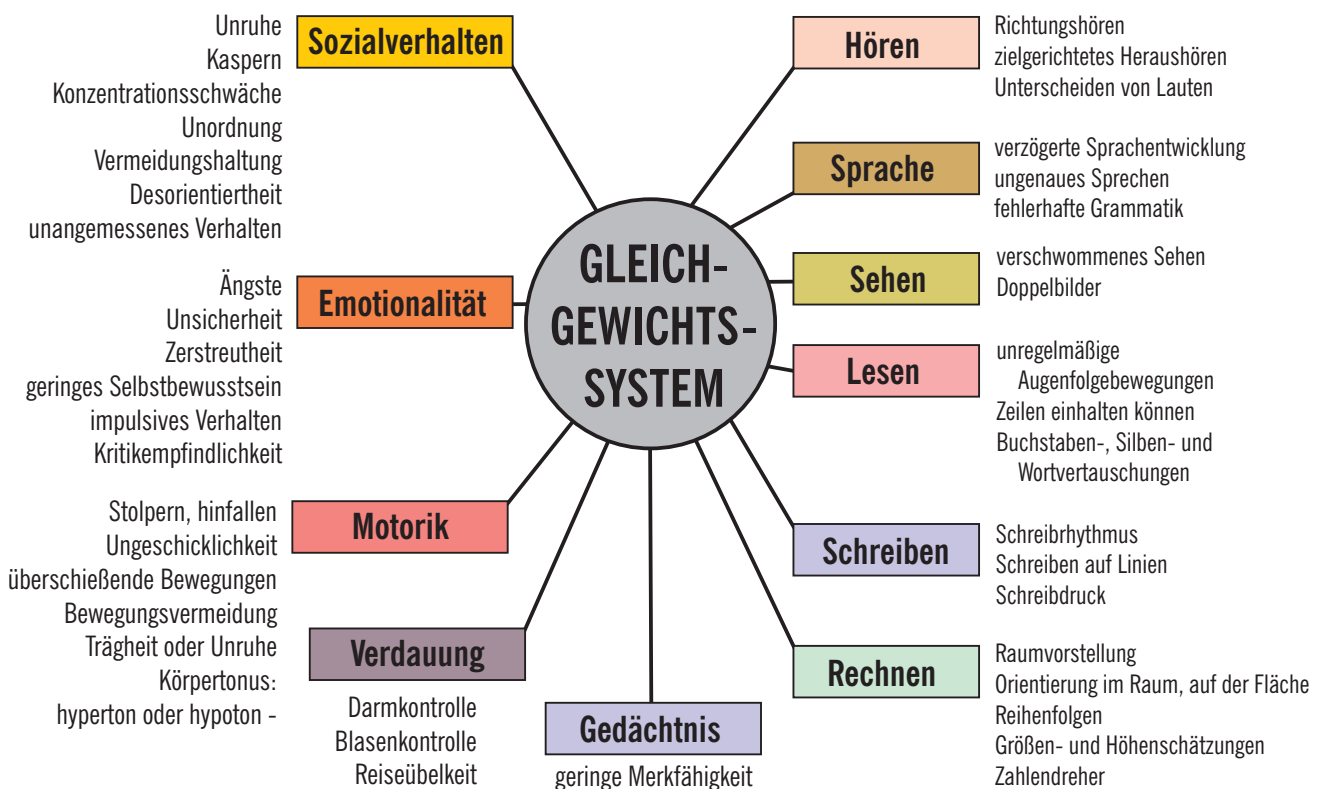 Sozialverhalten
Unruhe
Kaspern
Konzentrationsschwäche
Unordnung
Vermeidungshaltung
Desorientiertheit
unangemessenes Verhalten
Emotionalität
Ängste
Unsicherheit
Zerstreutheit
geringes Selbstbewusstsein
impulsives Verhalten
Kritikempfindlichkeit
Motorik
Stolpern, hinfallen
Ungeschicklichkeit
überschießende Bewegungen
Bewegungsvermeidung
Trägheit oder Unruhe
Körpertonus:
hyperton oder hypoton -
Verdauung
Darmkontrolle
Blasenkontrolle
Reiseübelkeit
GLEICH-
GEWICHTS-
SYSTEM
Gedächtnis
geringe Merkfähigkeit
Hören
Richtungshören
zielgerichtetes Heraushören
Unterscheiden von Lauten
Sprache
verzögerte Sprachentwicklung
ungenaues Sprechen
fehlerhafte Grammatik
Sehen
verschwommenes Sehen
Doppelbilder
Lesen
unregelmäßige
Augenfolgebewegungen
Zeilen einhalten können
Buchstaben-, Silben- und
Wortvertauschungen
Schreiben
Schreibrhythmus
Schreiben auf Linien
Schreibdruck
Rechnen
Raumvorstellung
Orientierung im Raum, auf der Fläche
Reihenfolgen
Größen- und Höhenschätzungen
Zahlendreher